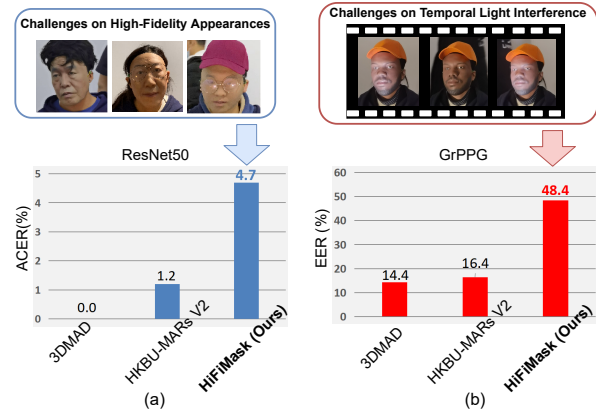 Challenges on High-Fidelity Appearances
Challenges on Temporal Light Interference
ResNet50
ACER(%)
5
4
3
2
1
0
0.0
1.2
4.7
3DMAD
HKBU-MARs V2
HiFiMask (Ours)
(a)
GrPPG
EER (%)
60
50
40
30
20
10
0
14.4
16.4
48.4
3DMAD
HKBU-MARs V2
HiFiMask (Ours)
(b)